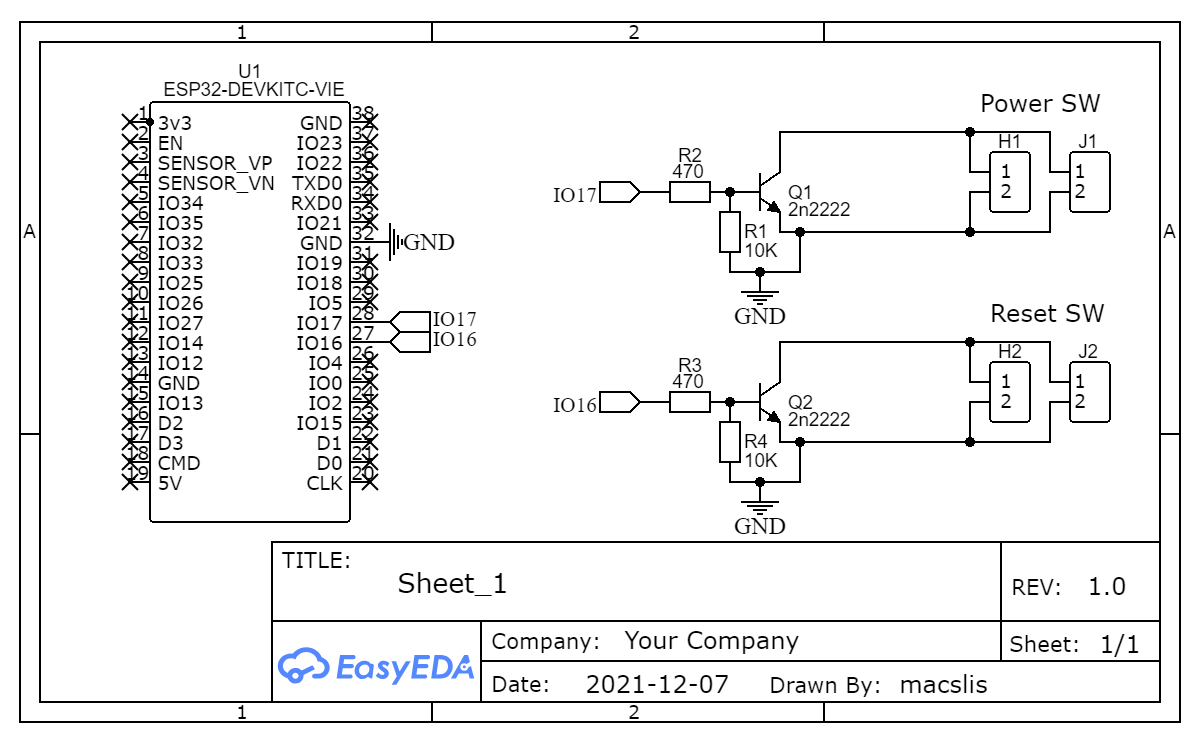 1 2
A A
U1
ESP32-DEVKITC-VIE
1 3v3 GND 38
2 EN IO23 37
3 SENSOR_VP IO22 36
4 SENSOR_VN TXD0 35
5 IO34 RXD0 34
6 IO35 IO21 33
7 IO32 GND 32 GND
8 IO33 IO19 31
9 IO25 IO18 30
10 IO26 IO5 29
11 IO27 IO17 28 IO17
12 IO14 IO16 27 IO16
13 IO12 IO4 26
14 GND IO0 25
15 IO13 IO2 24
16 D2 IO15 23
17 D3 D1 22
18 CMD D0 21
19 5V CLK 20
Power SW
H1 J1
R2
470
1 1
2 2
IO17
Q1
2n2222
R1
10K
GND
Reset SW
H2 J2
R3
470
1 1
2 2
IO16
Q2
2n2222
R4
10K
GND
TITLE:
Sheet_1
REV: 1.0
EasyEDA
Company: Your Company
Sheet: 1/1
Date: 2021-12-07 Drawn By: macslis
1 2